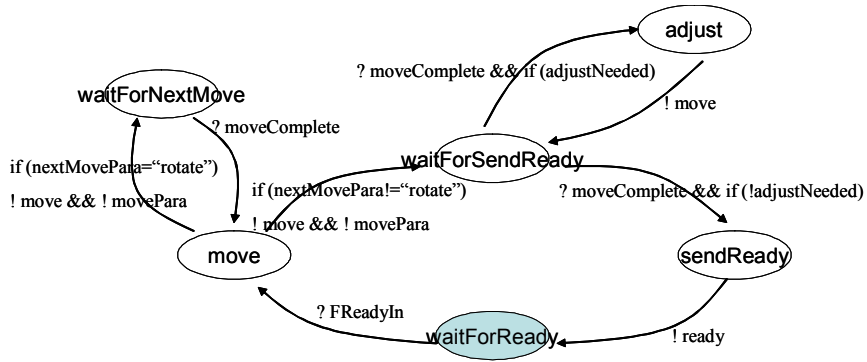 adjust
? moveComplete && if (adjustNeeded)
waitForNextMove
! move
? moveComplete
waitForSendReady
if (nextMovePara=“rotate”)
if (nextMovePara!=“rotate”)
? moveComplete && if (!adjustNeeded)
! move && ! movePara
! move && ! movePara
move
sendReady
? FReadyIn
waitForReady
! ready